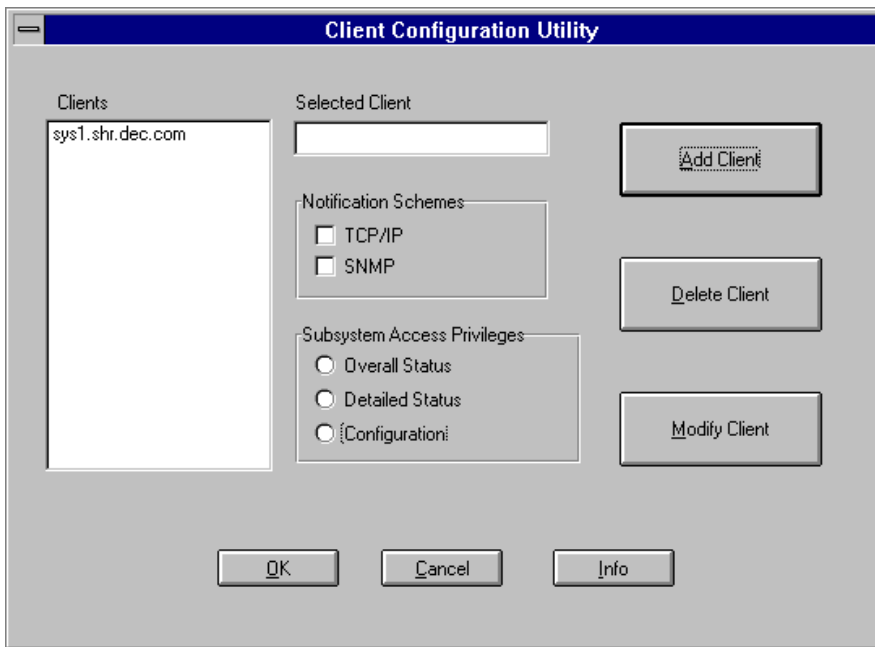 Client Configuration Utility
Clients
sys1.shr.dec.com
Selected Client
Notification Schemes
TCP/IP
SNMP
Subsystem Access Privileges
Overall Status
Detailed Status
Configuration
Add Client
Delete Client
Modify Client
OK
Cancel
Info